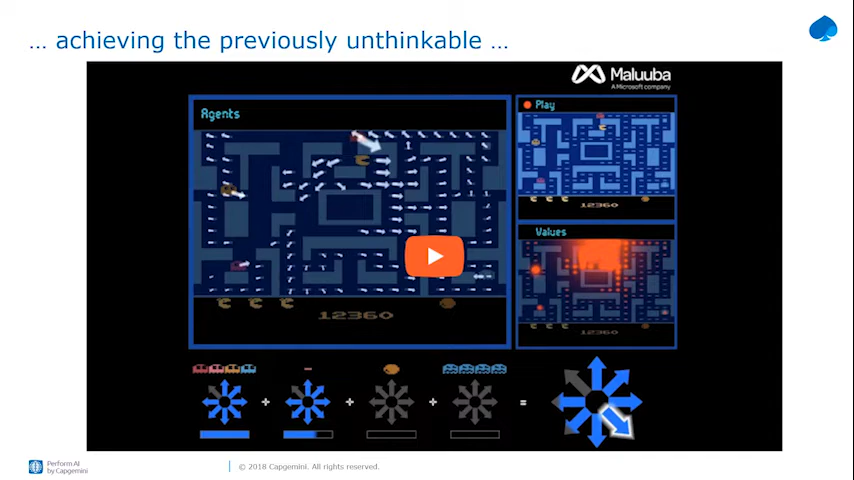 … achieving the previously unthinkable …
Maluuba
A Microsoft company
Agents
12360
Play
12360
Values
12360
+ + + =
Perform AI
by Capgemini
© 2018 Capgemini. All rights reserved.